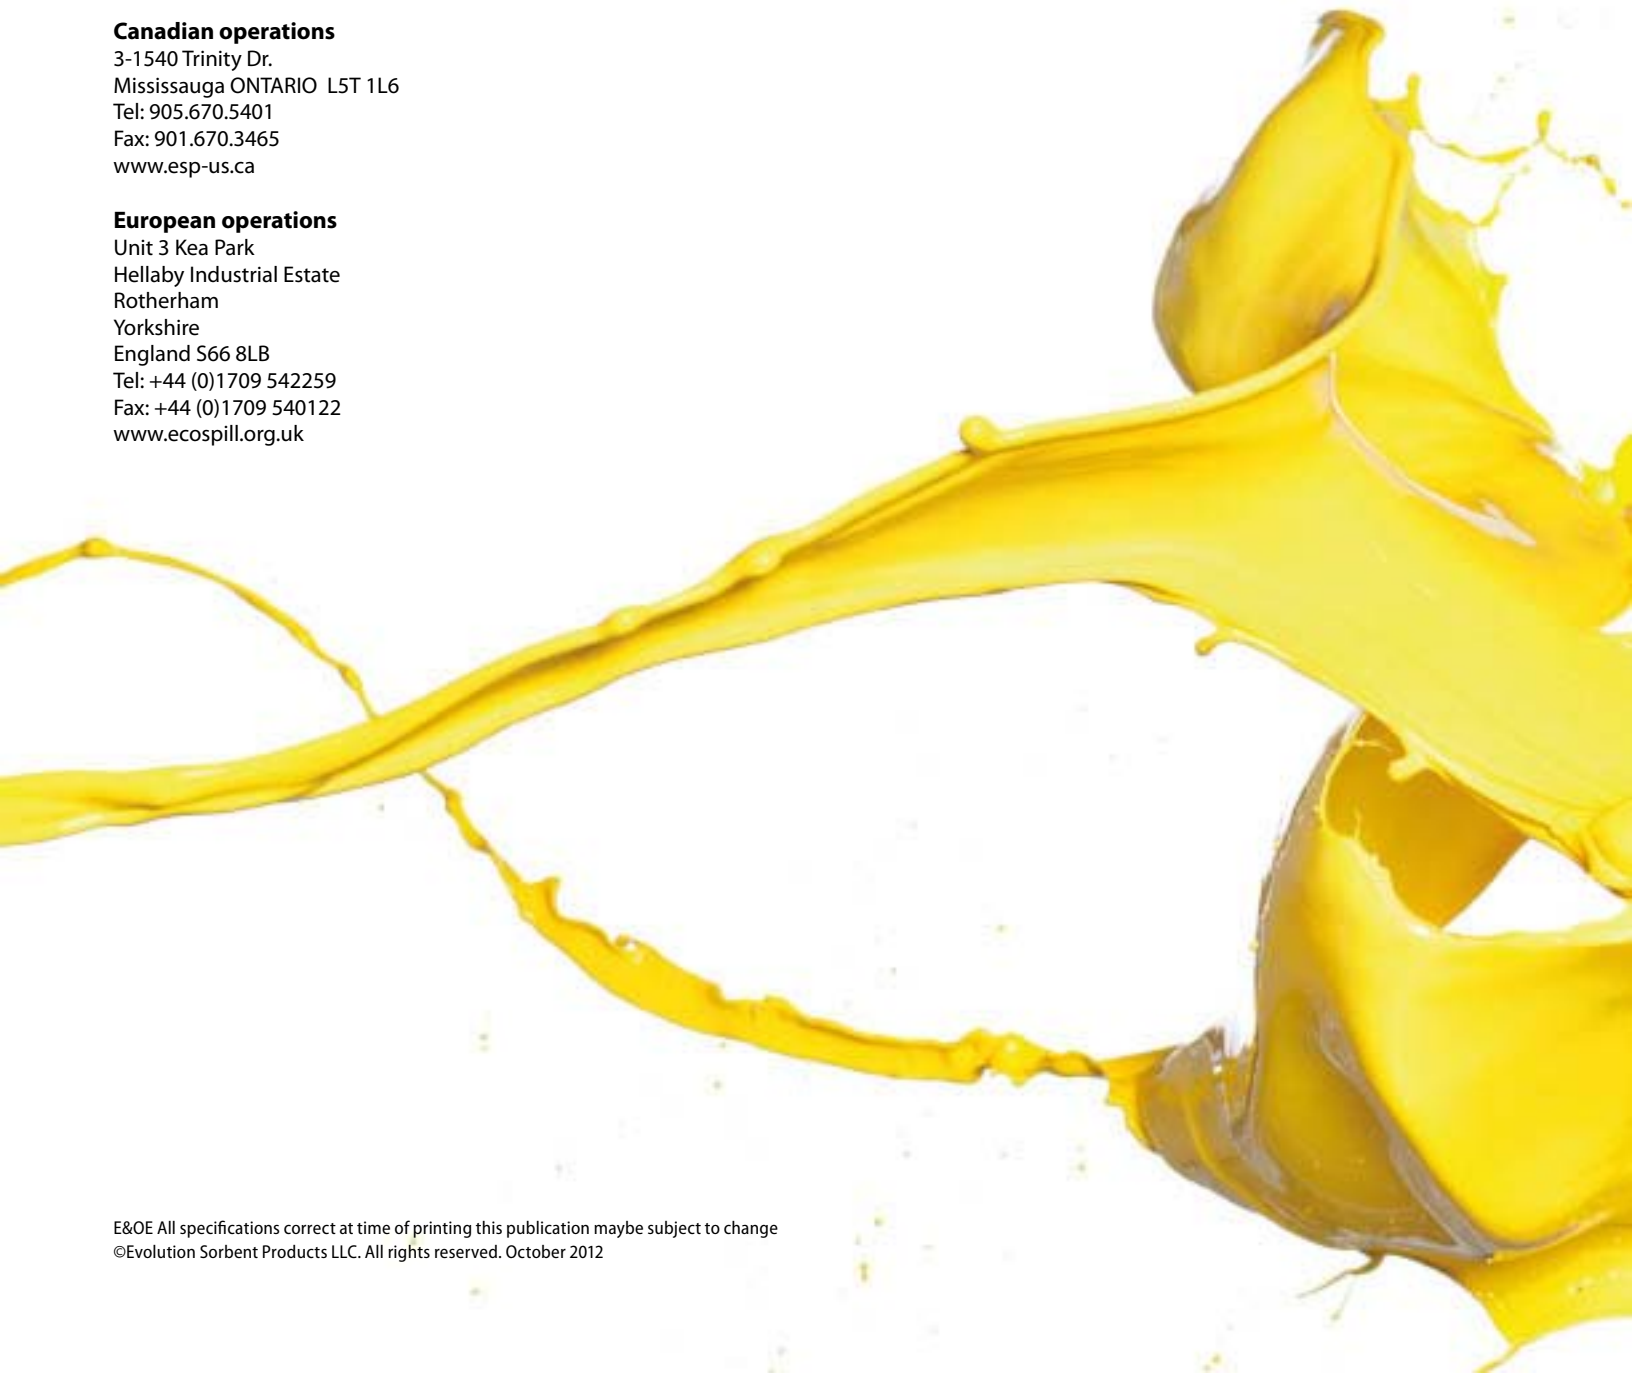 Canadian operations
3-1540 Trinity Dr.
Mississauga ONTARIO  L5T 1L6
Tel: 905.670.5401
Fax: 901.670.3465
www.esp-us.ca
European operations
Unit 3 Kea Park
Hellaby Industrial Estate
Rotherham
Yorkshire
England S66 8LB
Tel: +44 (0)1709 542259
Fax: +44 (0)1709 540122
www.ecospill.org.uk
E&OE All specifications correct at time of printing this publication maybe subject to change
©Evolution Sorbent Products LLC. All rights reserved. October 2012